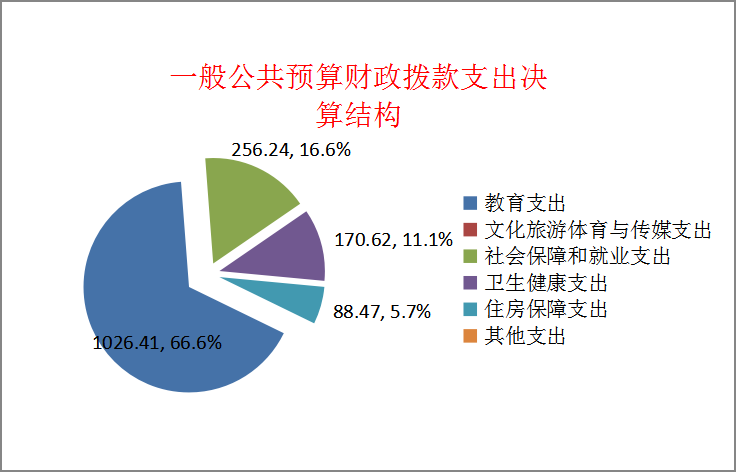 一般公共预算财政拨款支出决
算结构
256.24, 16.6%
170.62, 11.1%
88.47, 5.7%
1026.41, 66.6%
教育支出
文化旅游体育与传媒支出
社会保障和就业支出
卫生健康支出
住房保障支出
其他支出